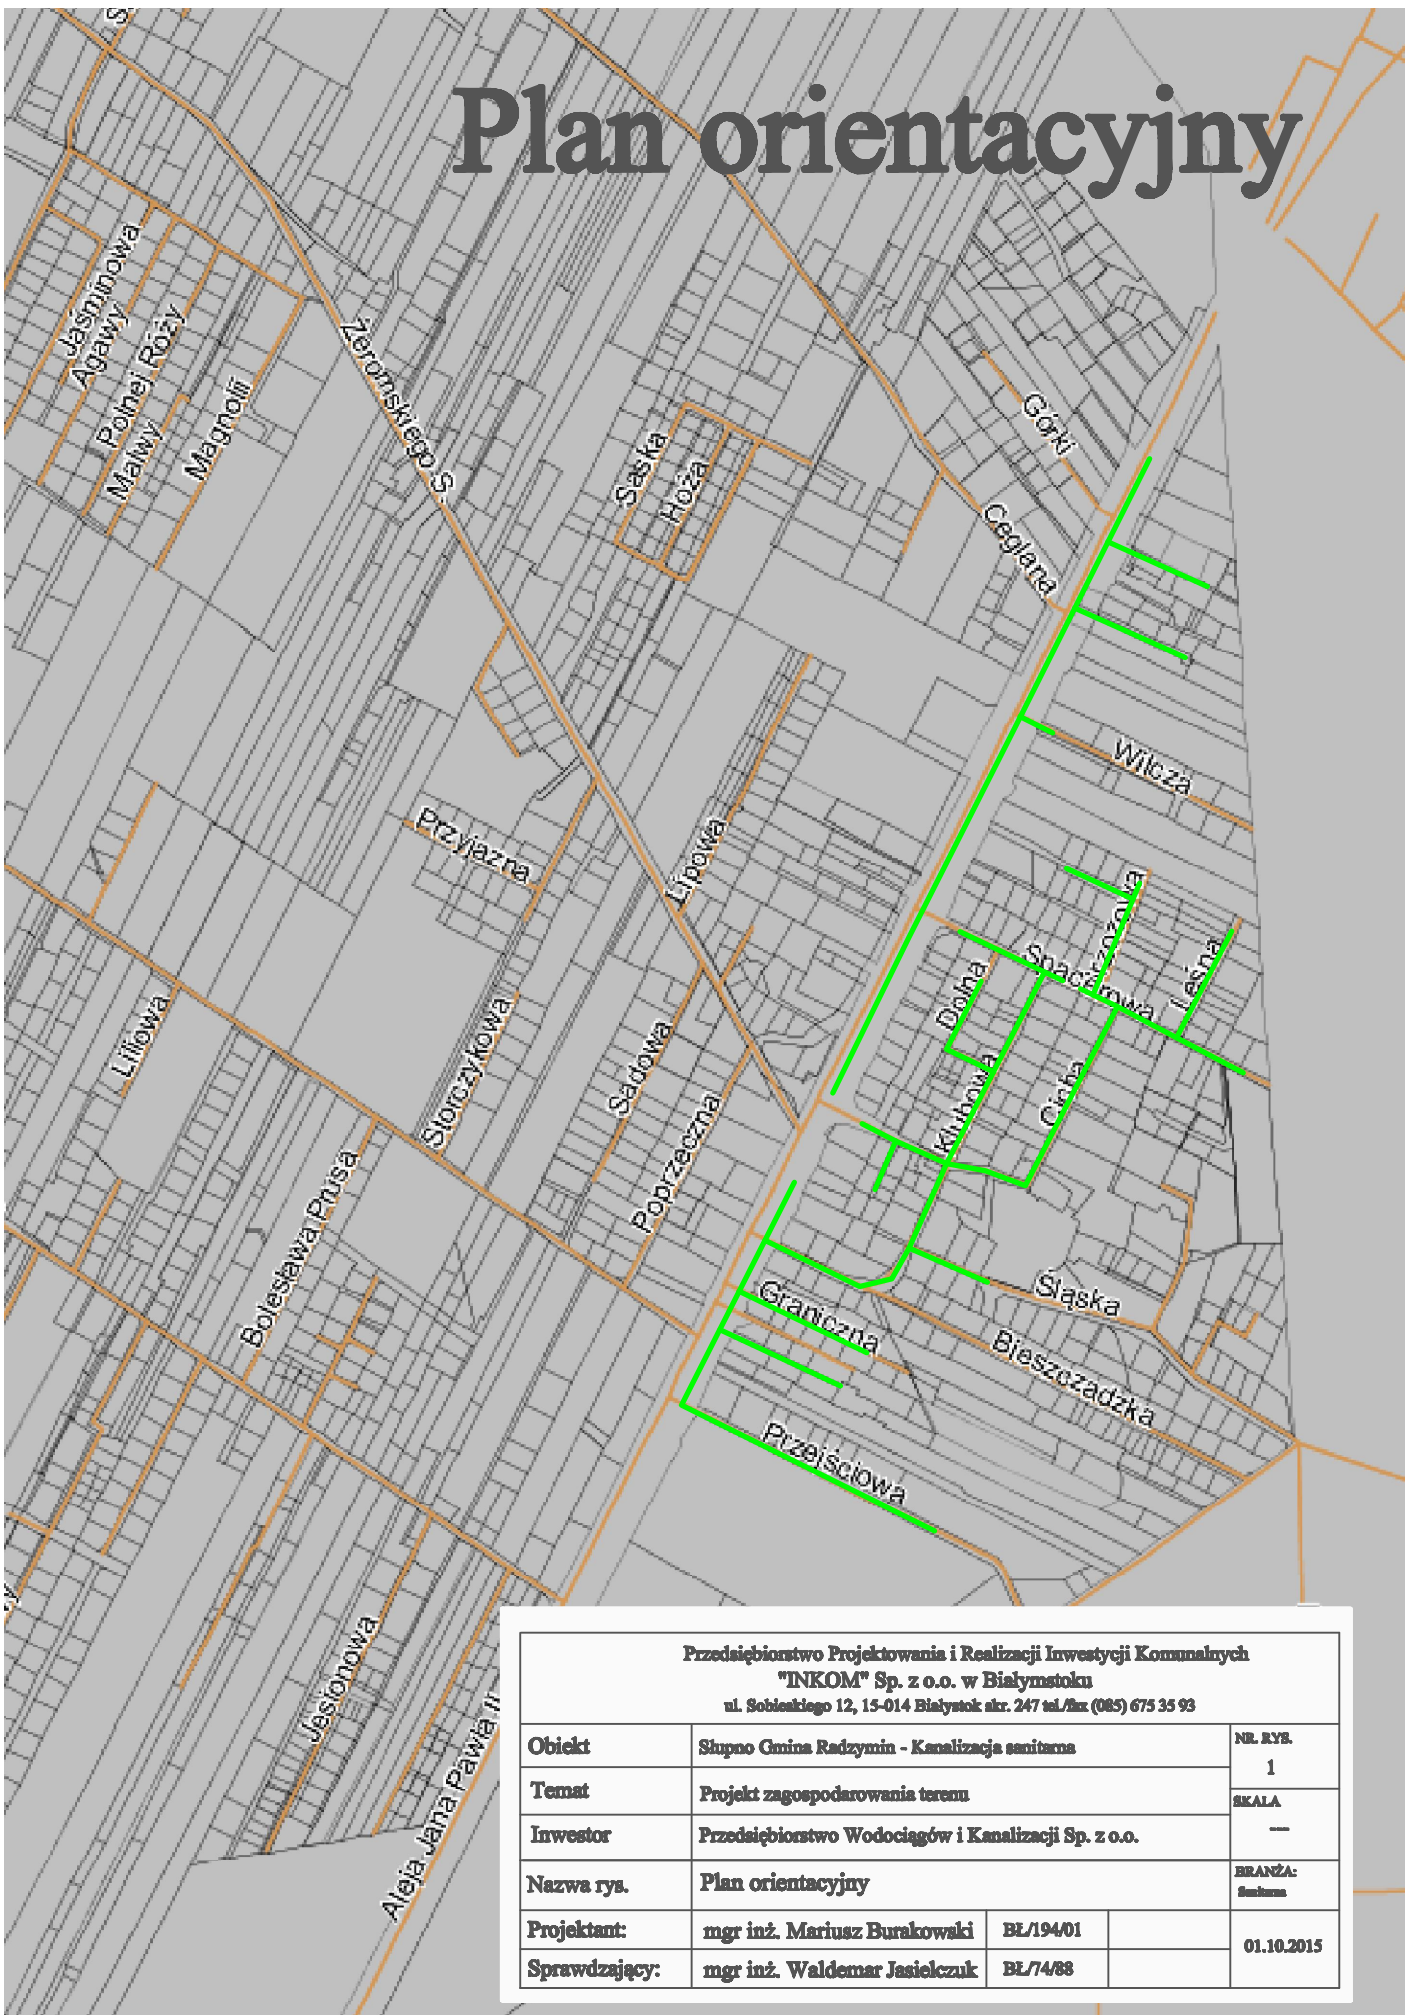 Plan orientacyjny
Jaśminowa
Agawy
Polnej Róży
Malwy
Magnolii
Żeromskiego S.
Saska
Hoża
Górki
Ceglana
Wilcza
Przyjazna
Lipowa
Spacerowa
Leśna
Dolna
Klubowa
Cicha
Liliowa
Storczykowa
Sadowa
Poprzeczna
Bolesława Prusa
Graniczna
Śląska
Bieszczadzka
Przejściowa
Jesionowa
Aleja Jana Pawła II
Przedsiębiorstwo Projektowania i Realizacji Inwestycji Komunalnych
"INKOM" Sp. z o.o. w Białymstoku
ul. Sobieskiego 12, 15-014 Białystok skr. 247 tel./fax (085) 675 35 93
Obiekt Słupno Gmina Radzymin - Kanalizacja sanitarna
NR. RYS.
1
Temat Projekt zagospodarowania terenu
SKALA
---
Inwestor Przedsiębiorstwo Wodociągów i Kanalizacji Sp. z o.o.
Nazwa rys. Plan orientacyjny
BRANŻA:
Sanitarna
Projektant: mgr inż. Mariusz Burakowski BŁ/194/01
01.10.2015
Sprawdzający: mgr inż. Waldemar Jasielczuk BŁ/74/88